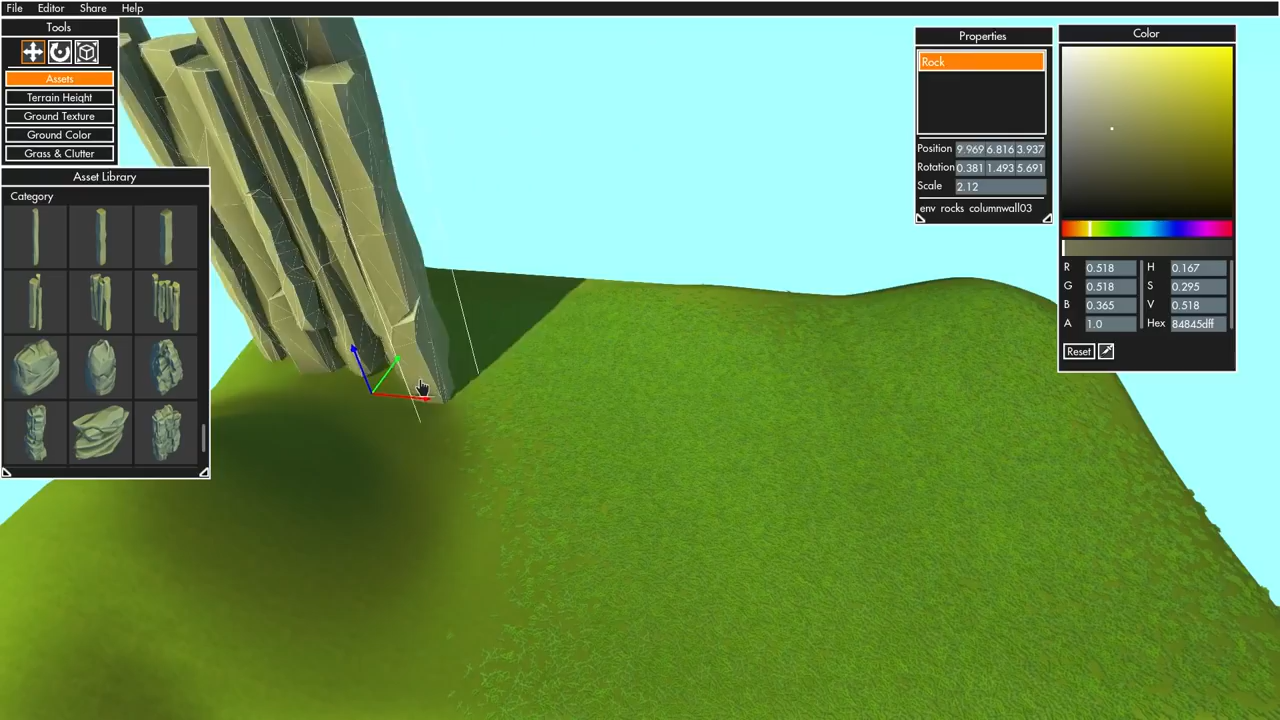 File Editor Share Help
Tools
Assets
Terrain Height
Ground Texture
Ground Color
Grass & Clutter
Asset Library
Category
Properties
Rock
Position 9.969 6.816 3.937
Rotation 0.381 1.493 5.691
Scale 2.12
env rocks columnwall03
Color
R 0.518 H 0.167
G 0.518 S 0.295
B 0.365 V 0.518
A 1.0 Hex 84845dff
Reset